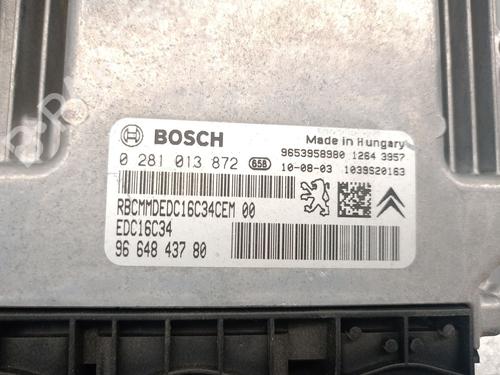 BOSCH
Made in Hungary
9653958980 1264 3957
0 281 013 872 658 10-08-03 1039S20163
RBCMMDEDC16C34CEM 00
EDC16C34
96 648 437 80